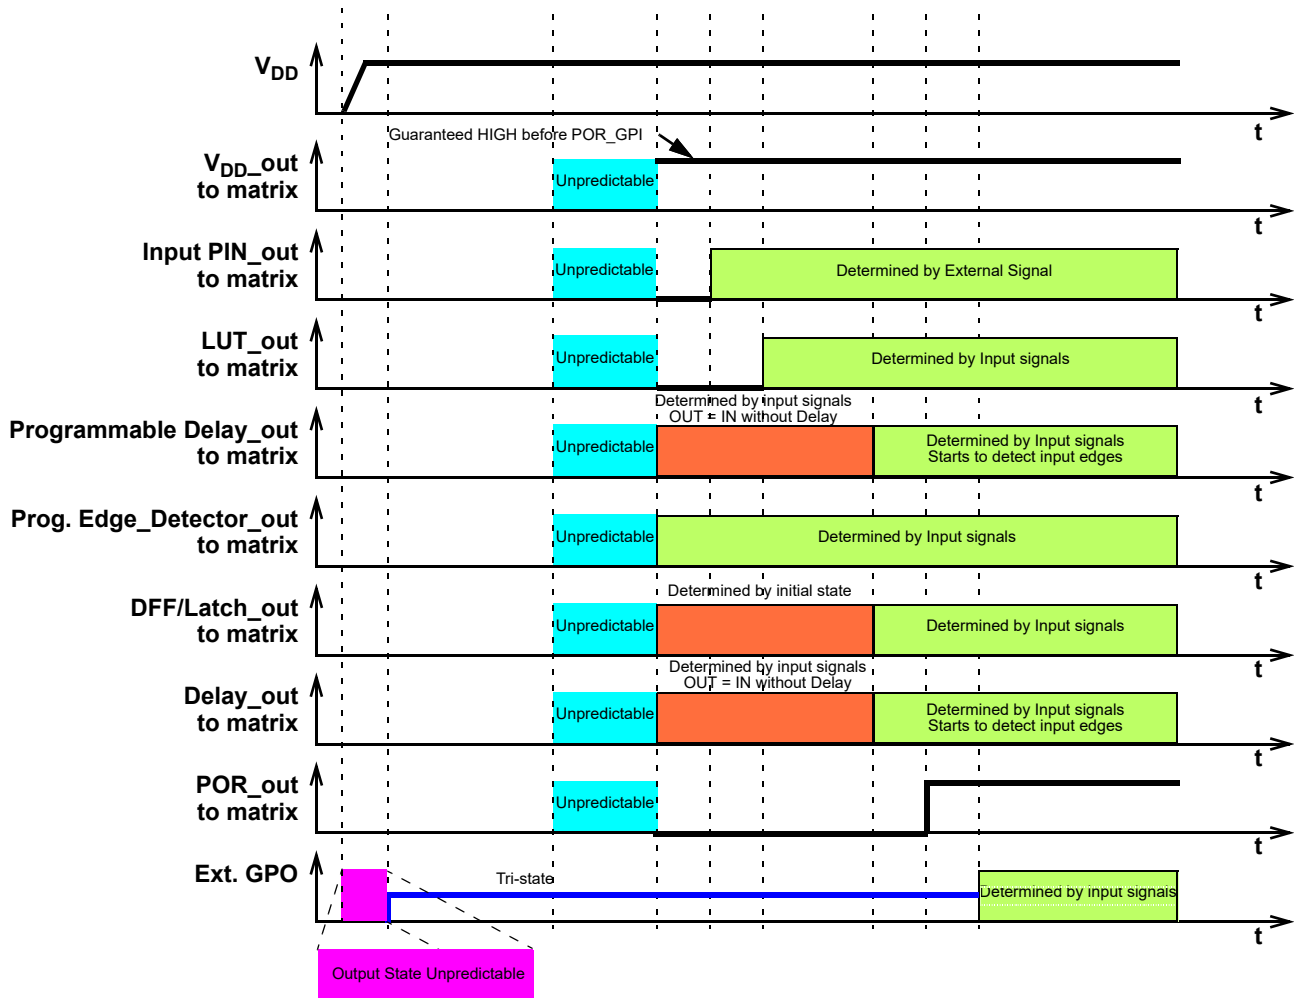 VDD
t
Guaranteed HIGH before POR_GPI
VDD_out
to matrix
Unpredictable
t
Input PIN_out
to matrix
Unpredictable
Determined by External Signal
t
LUT_out
to matrix
Unpredictable
Determined by Input signals
t
Determined by input signals
OUT = IN without Delay
Programmable Delay_out
to matrix
Unpredictable
Determined by Input signals
Starts to detect input edges
t
Prog. Edge_Detector_out
to matrix
Unpredictable
Determined by Input signals
t
Determined by initial state
DFF/Latch_out
to matrix
Unpredictable
Determined by Input signals
t
Determined by input signals
OUT = IN without Delay
Delay_out
to matrix
Unpredictable
Determined by Input signals
Starts to detect input edges
t
POR_out
to matrix
Unpredictable
t
Ext. GPO
Tri-state
Determined by input signals
t
Output State Unpredictable